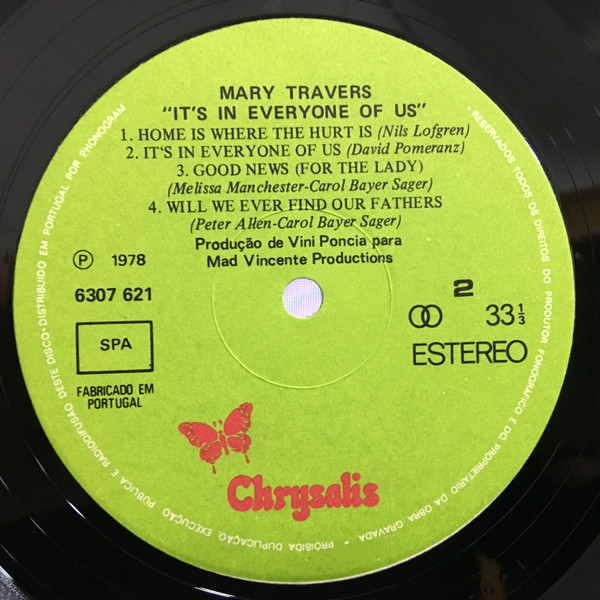 MARY TRAVERS
"IT'S IN EVERYONE OF US"
1. HOME IS WHERE THE HURT IS (Nils Lofgren)
2. IT'S IN EVERYONE OF US (David Pomeranz)
3. GOOD NEWS (FOR THE LADY)
(Melissa Manchester-Carol Bayer Sager)
4. WILL WE EVER FIND OUR FATHERS
(Peter Allen-Carol Bayer Sager)
Produção de Vini Poncia para
Mad Vincente Productions
Ⓟ 1978
6307 621
2
33 1/3
SPA
ESTEREO
FABRICADO EM
PORTUGAL
Chrysalis
• RESERVADOS TODOS OS DIREITOS DO PRODUTOR FONOGRÁFICO E DO PROPRIETÁRIO DA OBRA GRAVADA - PROIBIDA DUPLICAÇÃO EXECUÇÃO PUBLICA E RADIODIFUSÃO DESTE DISCO • DISTRIBUIDO EM PORTUGAL POR PHONOGRAM